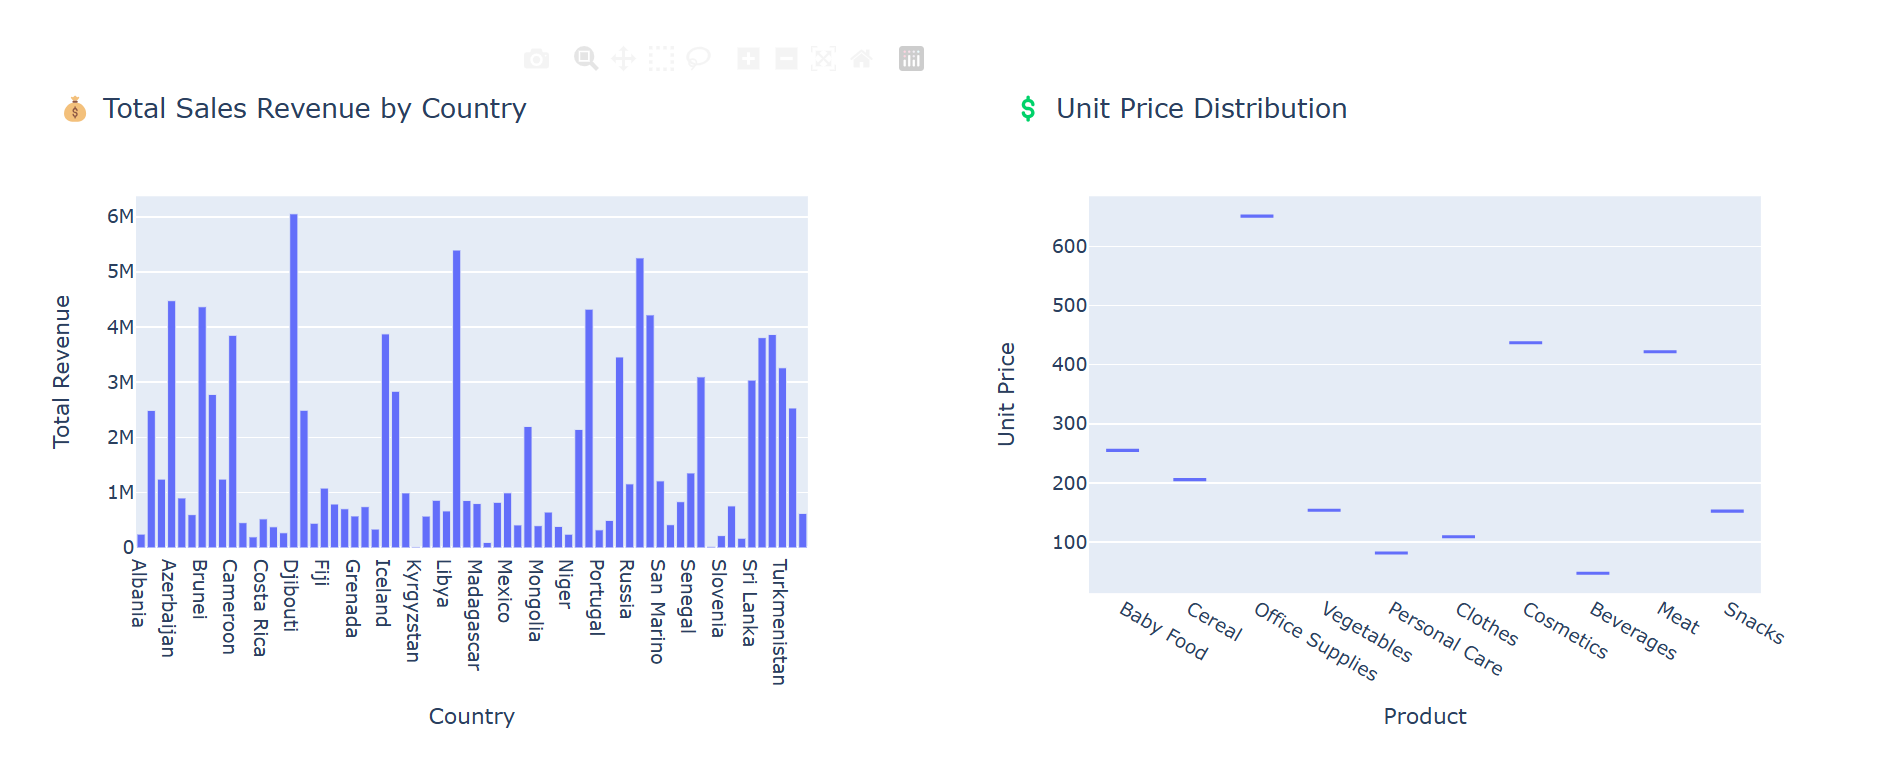 💰 Total Sales Revenue by Country
Total Revenue
6M
5M
4M
3M
2M
1M
0
Albania
Azerbaijan
Brunei
Cameroon
Costa Rica
Djibouti
Fiji
Grenada
Iceland
Kyrgyzstan
Libya
Madagascar
Mexico
Mongolia
Niger
Portugal
Russia
San Marino
Senegal
Slovenia
Sri Lanka
Turkmenistan
Country
$ Unit Price Distribution
Unit Price
600
500
400
300
200
100
Baby Food
Cereal
Office Supplies
Vegetables
Personal Care
Clothes
Cosmetics
Beverages
Meat
Snacks
Product